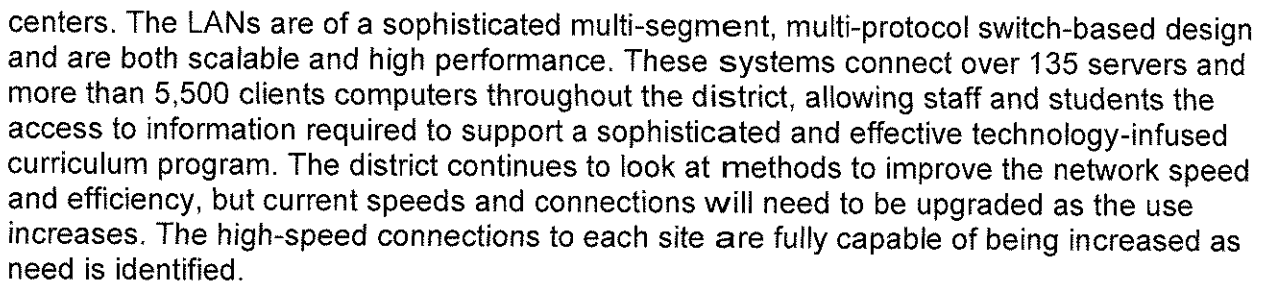 centers. The LANs are of a sophisticated multi-segment, multi-protocol switch-based design
and are both scalable and high performance. These systems connect over 135 servers and
more than 5,500 clients computers throughout the district, allowing staff and students the
access to information required to support a sophisticated and effective technology-infused
curriculum program. The district continues to look at methods to improve the network speed
and efficiency, but current speeds and connections will need to be upgraded as the use
increases. The high-speed connections to each site are fully capable of being increased as
need is identified.